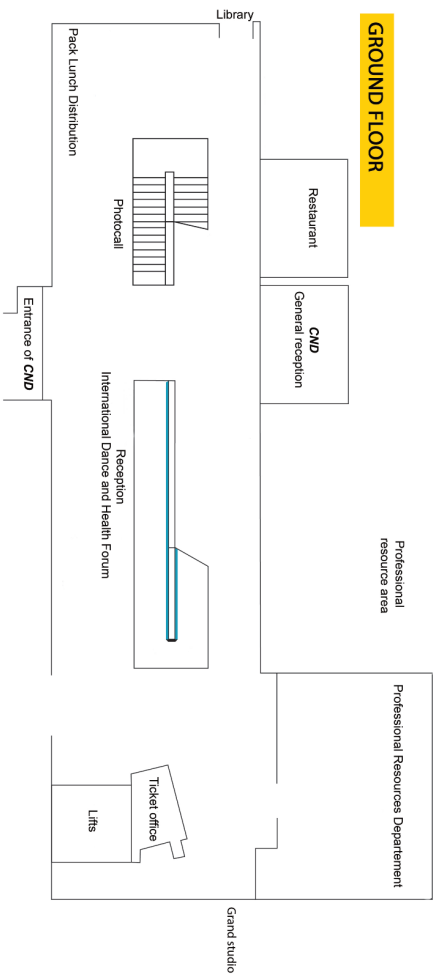 GROUND FLOOR
Library
Pack Lunch Distribution
Photocall
Restaurant
CND
General reception
Entrance of CND
Reception
International Dance and Health Forum
Professional
resource area
Professional Resources Departement
Ticket office
Lifts
Grand studio